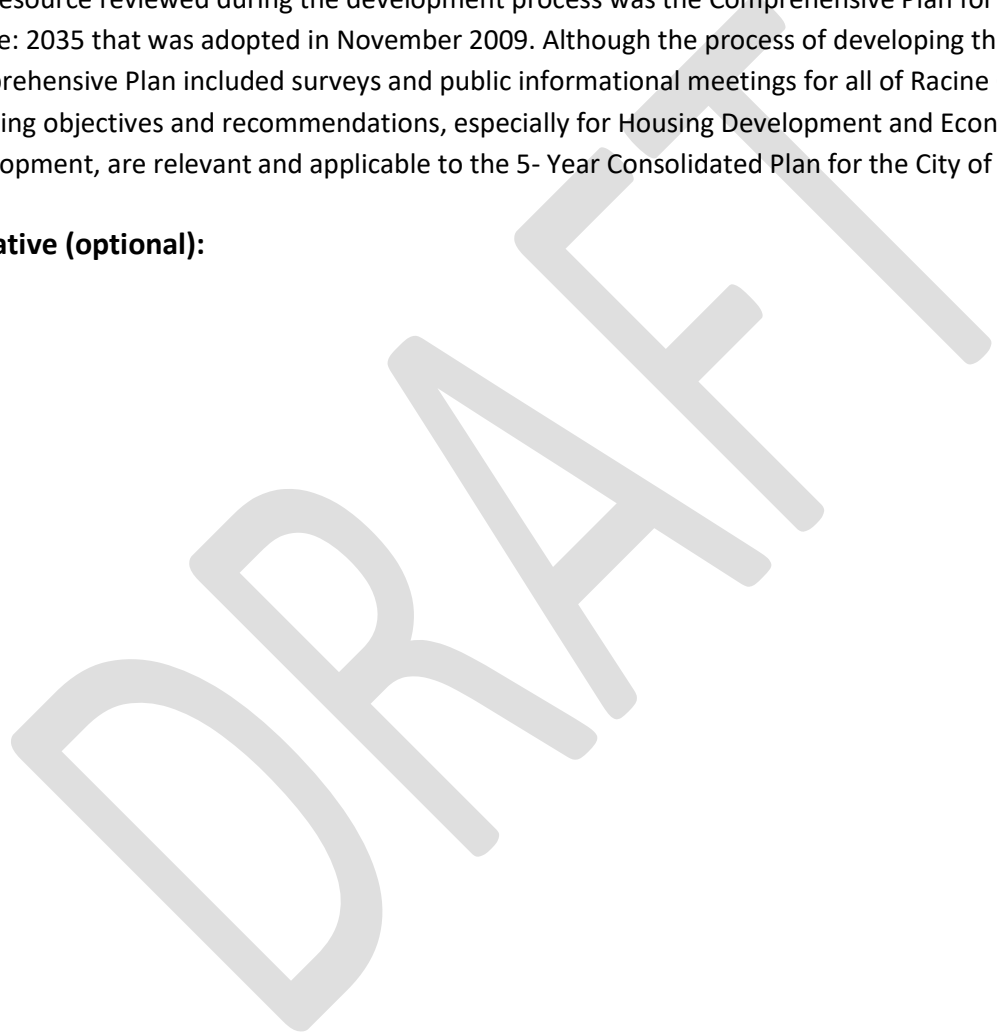 esource reviewed during the development process was the Comprehensive Plan for
e: 2035 that was adopted in November 2009. Although the process of developing th
prehensive Plan included surveys and public informational meetings for all of Racine
ing objectives and recommendations, especially for Housing Development and Econ
opment, are relevant and applicable to the 5- Year Consolidated Plan for the City of
ative (optional):
DRAFT